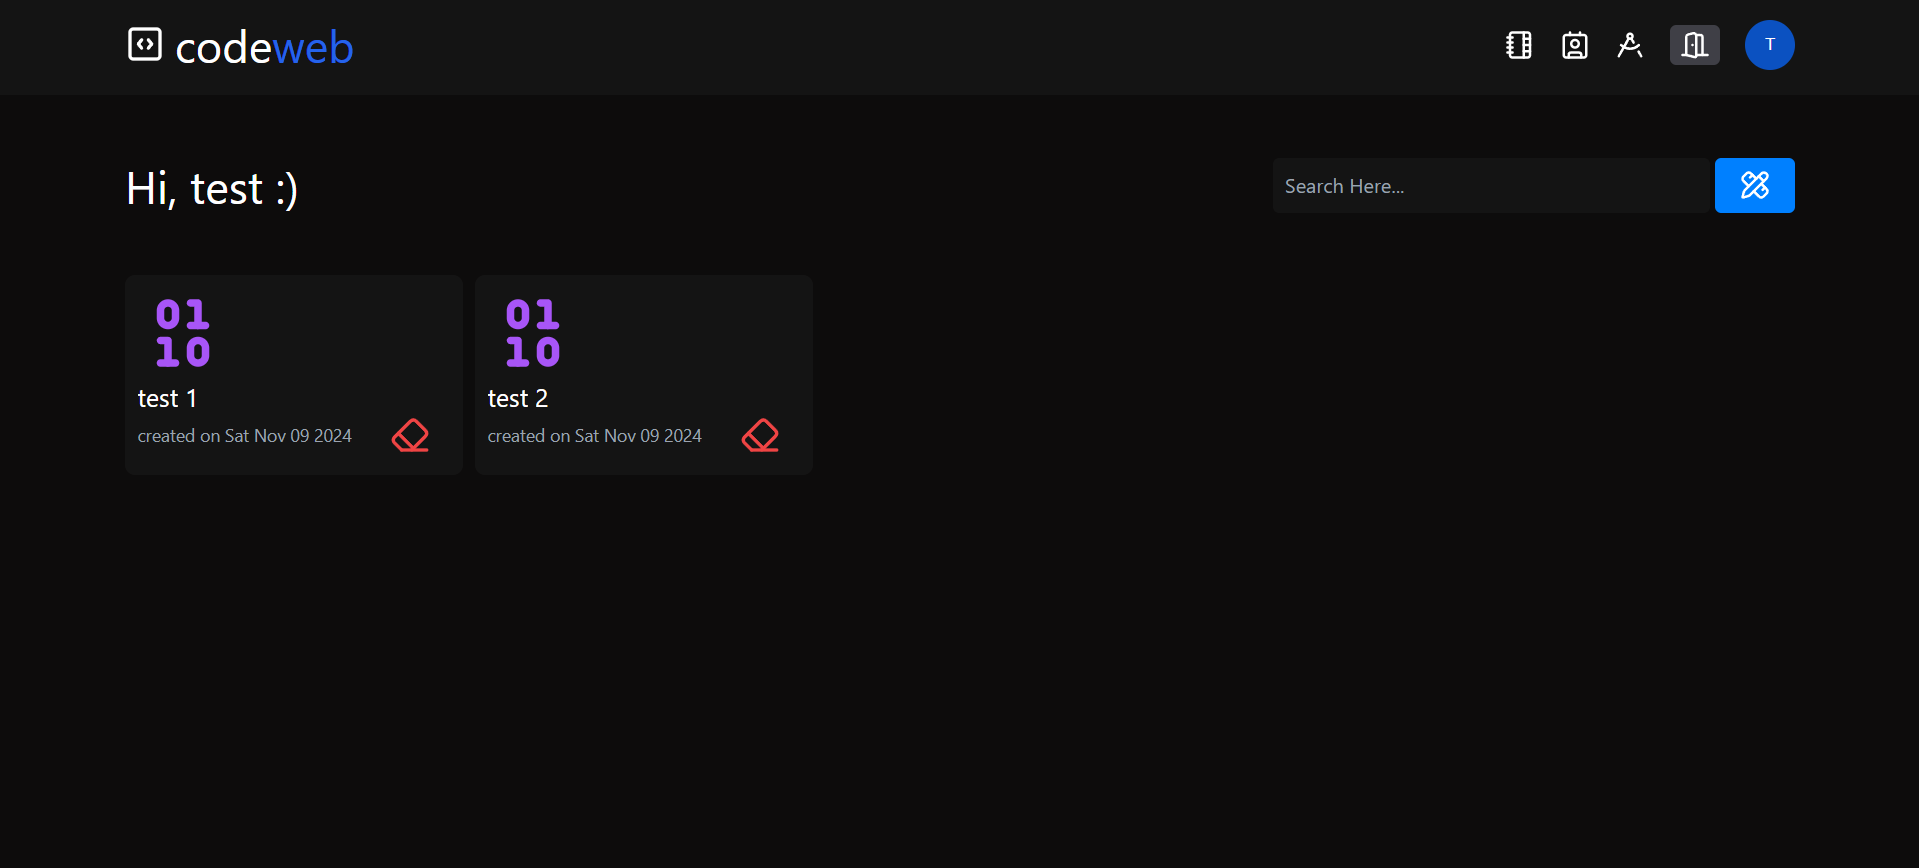 codeweb
T
Hi, test :)
Search Here...
01
10
test 1
created on Sat Nov 09 2024
01
10
test 2
created on Sat Nov 09 2024